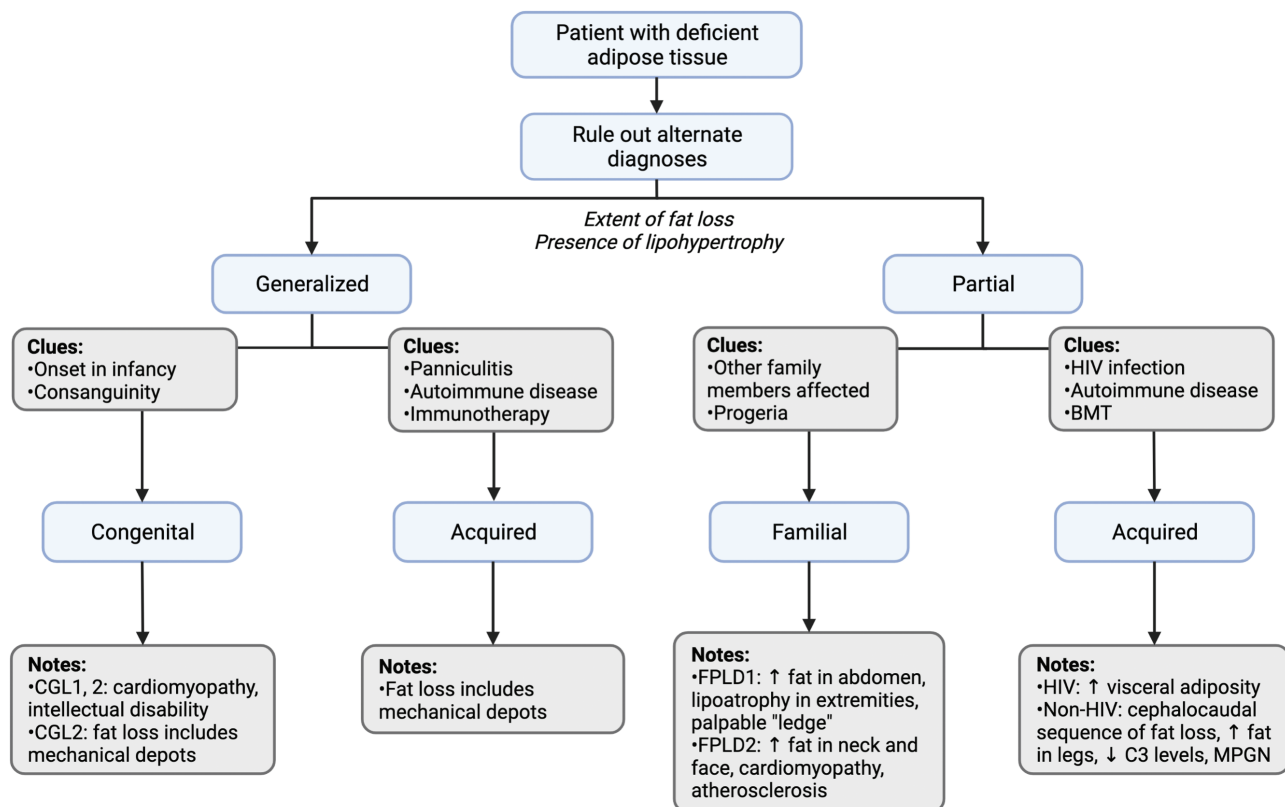 Patient with deficient
adipose tissue
Rule out alternate
diagnoses
Extent of fat loss
Presence of lipohypertrophy
Generalized
Partial
Clues:
•Onset in infancy
•Consanguinity
Clues:
•Panniculitis
•Autoimmune disease
•Immunotherapy
Clues:
•Other family
members affected
•Progeria
Clues:
•HIV infection
•Autoimmune disease
•BMT
Congenital
Acquired
Familial
Acquired
Notes:
•CGL1, 2: cardiomyopathy,
intellectual disability
•CGL2: fat loss includes
mechanical depots
Notes:
•Fat loss includes
mechanical depots
Notes:
•FPLD1: ↑ fat in abdomen,
lipoatrophy in extremities,
palpable "ledge"
•FPLD2: ↑ fat in neck and
face, cardiomyopathy,
atherosclerosis
Notes:
•HIV: ↑ visceral adiposity
•Non-HIV: cephalocaudal
sequence of fat loss, ↑ fat
in legs, ↓ C3 levels, MPGN